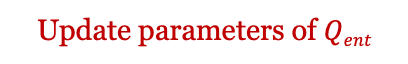 Update parameters of Q_ent